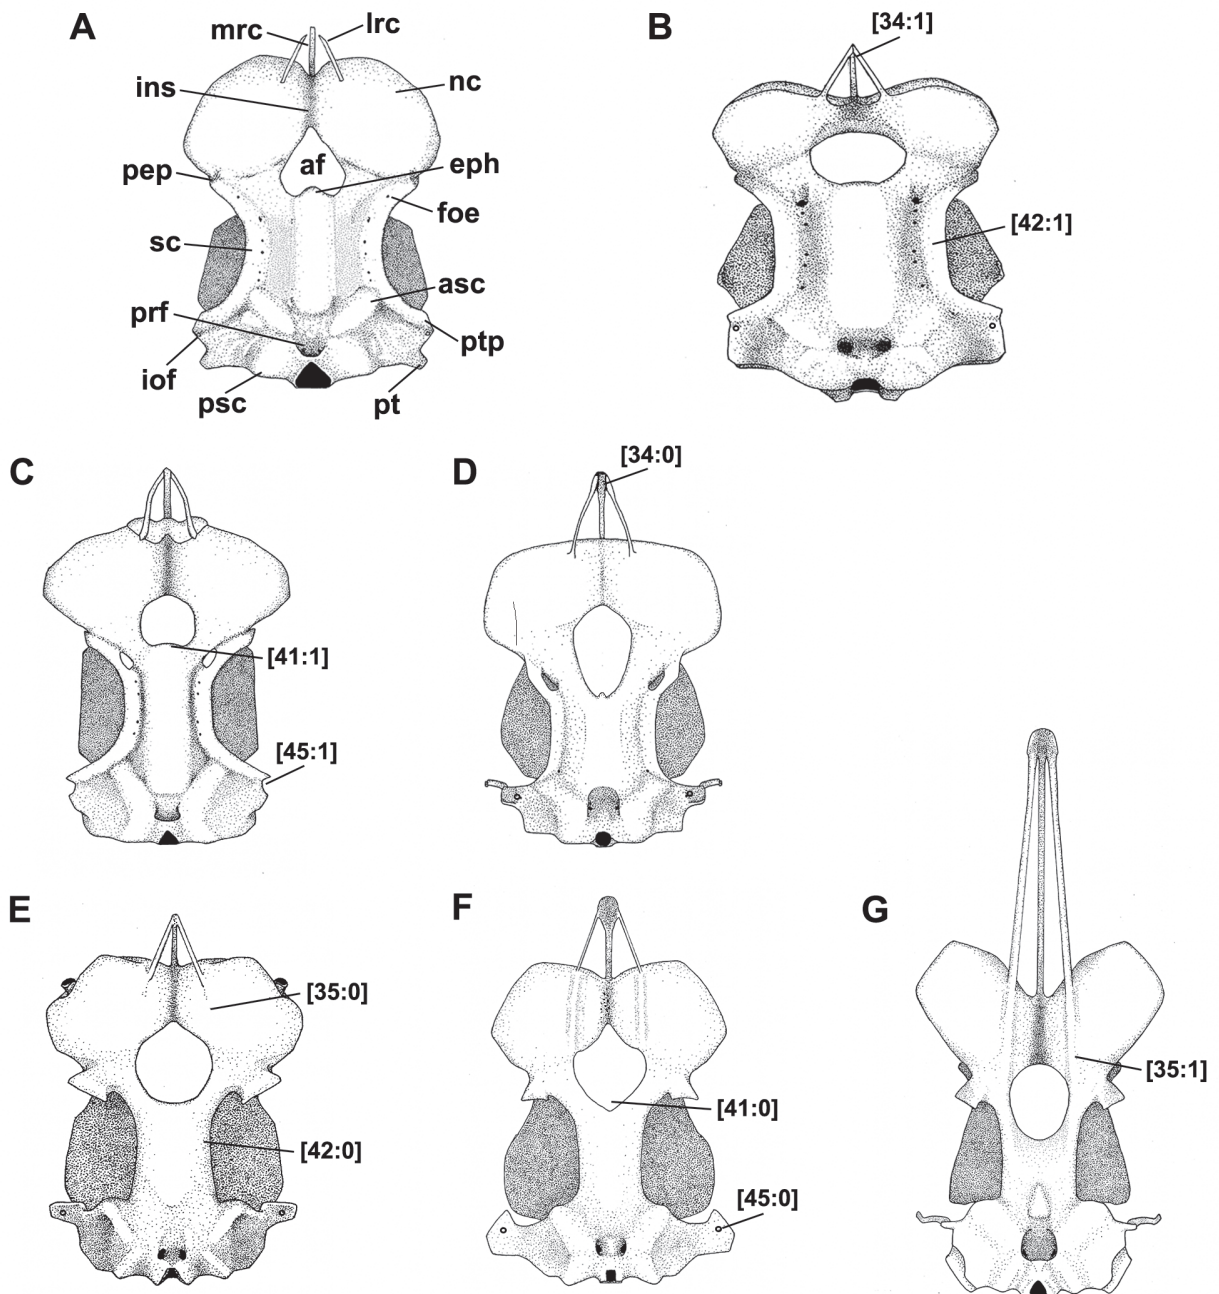 A
mrc
lrc
ins
nc
pep
af
eph
foe
sc
asc
prf
ptp
iof
psc
pt
B
[34:1]
[42:1]
C
[41:1]
[45:1]
D
[34:0]
E
[35:0]
[42:0]
F
[41:0]
[45:0]
G
[35:1]